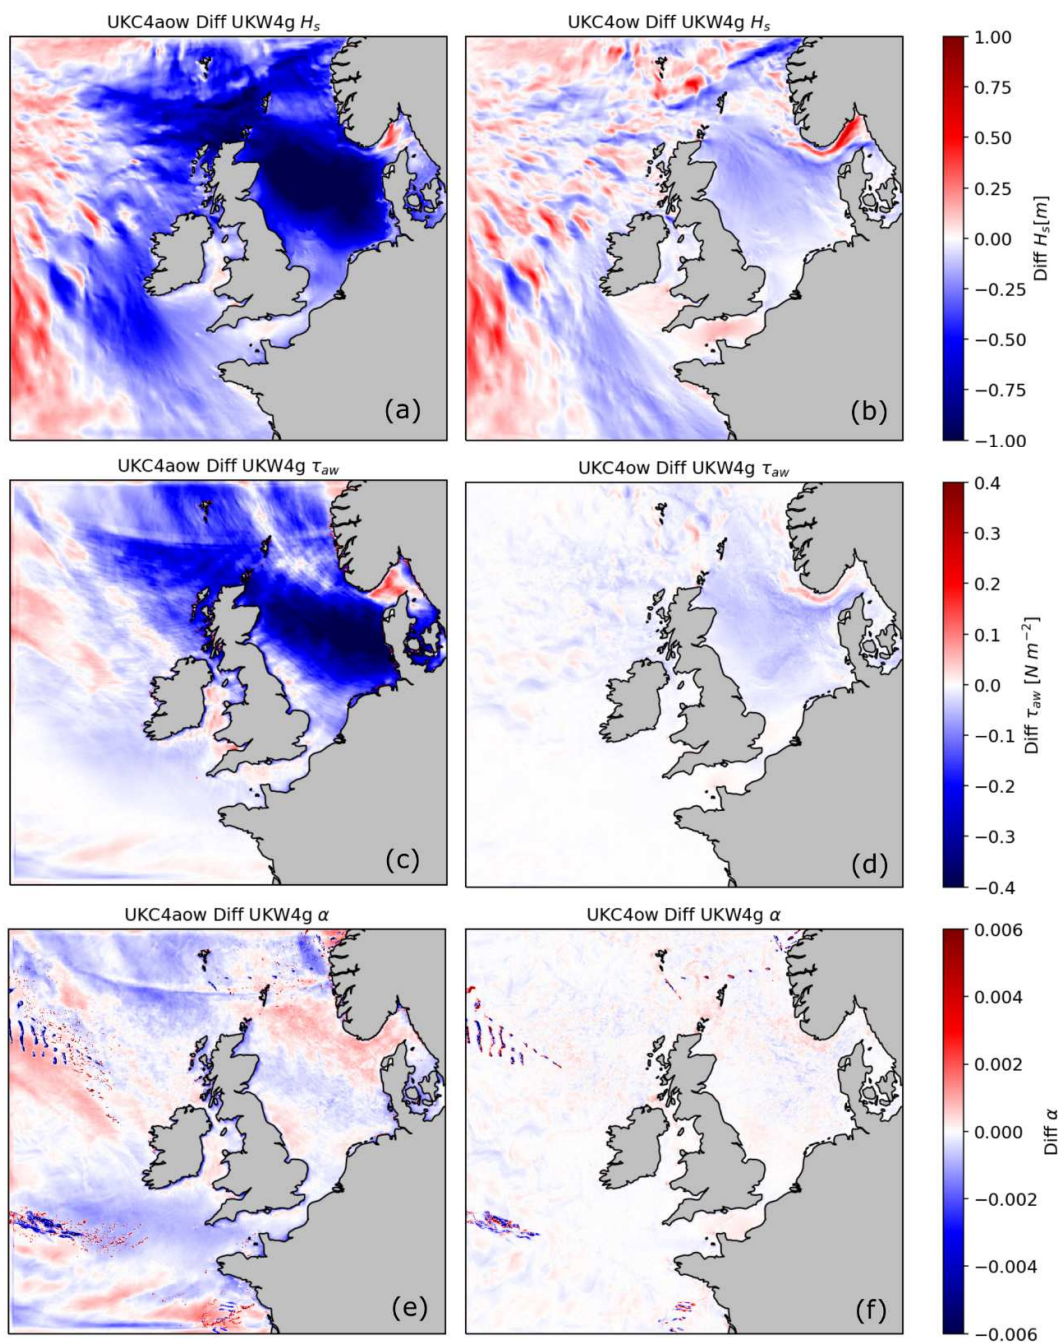 UKC4aow Diff UKW4g Hₛ
UKC4ow Diff UKW4g Hₛ
(a)
(b)
1.00
0.75
0.50
0.25
0.00
−0.25
−0.50
−0.75
−1.00
Diff Hₛ[m]
UKC4aow Diff UKW4g τ_aw
UKC4ow Diff UKW4g τ_aw
(c)
(d)
0.4
0.3
0.2
0.1
0.0
−0.1
−0.2
−0.3
−0.4
Diff τ_aw [N m⁻²]
UKC4aow Diff UKW4g α
UKC4ow Diff UKW4g α
(e)
(f)
0.006
0.004
0.002
0.000
−0.002
−0.004
−0.006
Diff α